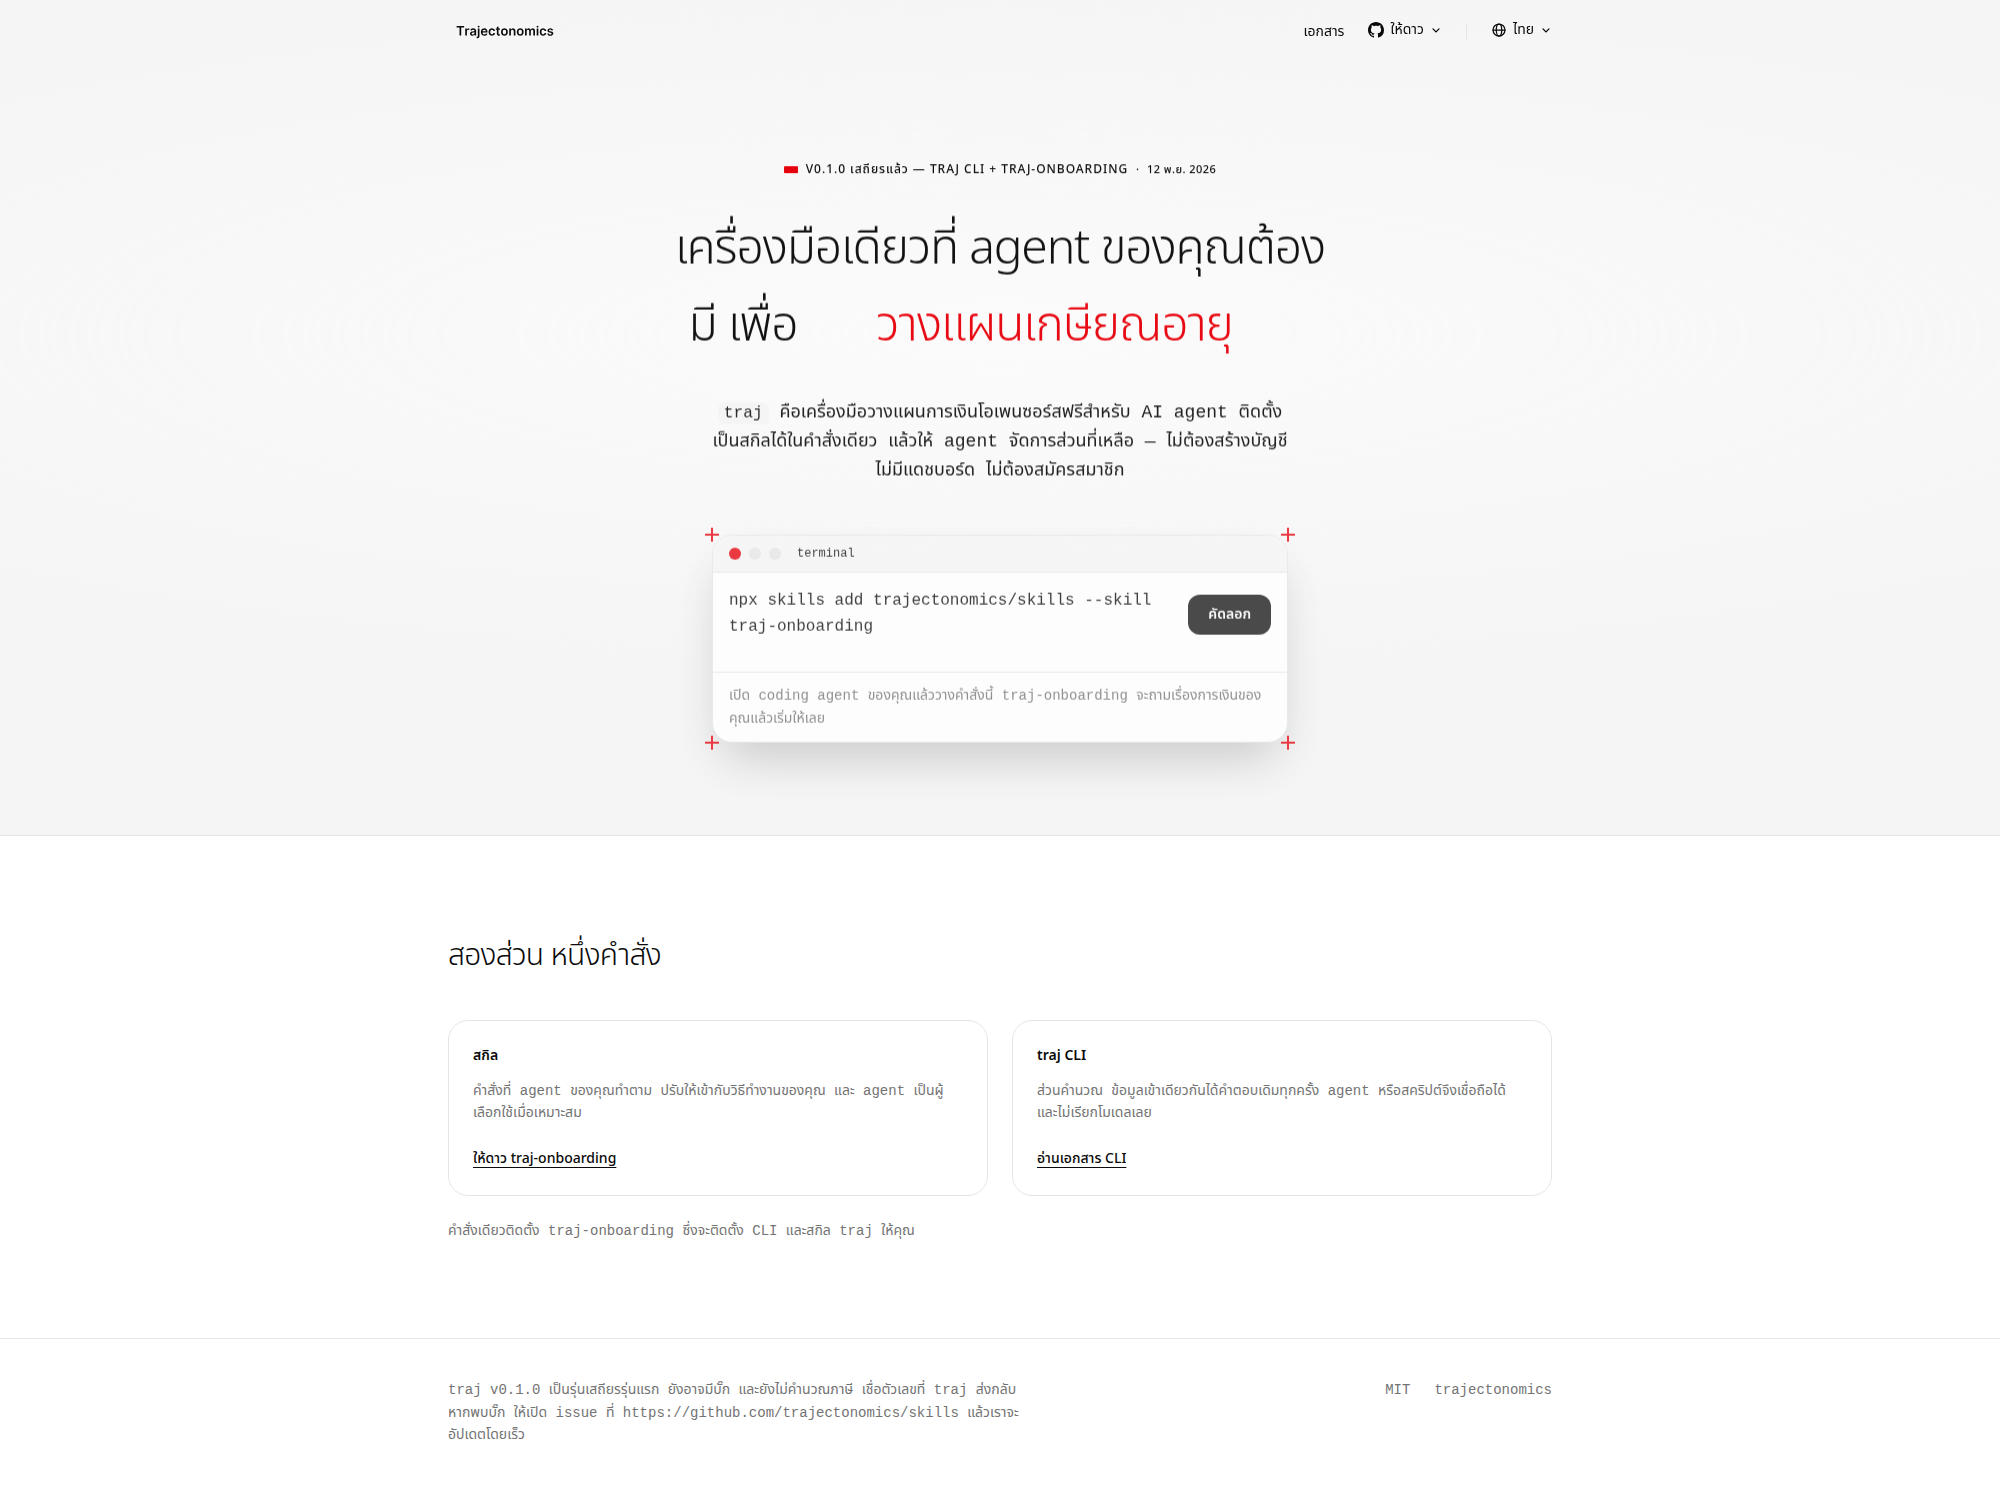 Trajectonomics
เอกสาร
ให้ดาว
ไทย
V0.1.0 เสถียรแล้ว — TRAJ CLI + TRAJ-ONBOARDING · 12 พ.ย. 2026
เครื่องมือเดียวที่ agent ของคุณต้อง
มี เพื่อ วางแผนเกษียณอายุ
traj คือเครื่องมือวางแผนการเงินโอเพนซอร์สฟรีสำหรับ AI agent ติดตั้ง
เป็นสกิลได้ในคำสั่งเดียว แล้วให้ agent จัดการส่วนที่เหลือ — ไม่ต้องสร้างบัญชี
ไม่มีแดชบอร์ด ไม่ต้องสมัครสมาชิก
terminal
npx skills add trajectonomics/skills --skill
traj-onboarding
คัดลอก
เปิด coding agent ของคุณแล้ววางคำสั่งนี้ traj-onboarding จะถามเรื่องการเงินของ
คุณแล้วเริ่มให้เลย
สองส่วน หนึ่งคำสั่ง
สกิล
คำสั่งที่ agent ของคุณทำตาม ปรับให้เข้ากับวิธีทำงานของคุณ และ agent เป็นผู้
เลือกใช้เมื่อเหมาะสม
ให้ดาว traj-onboarding
traj CLI
ส่วนคำนวณ ข้อมูลเข้าเดียวกันได้คำตอบเดิมทุกครั้ง agent หรือสคริปต์จึงเชื่อถือได้
และไม่เรียกโมเดลเลย
อ่านเอกสาร CLI
คำสั่งเดียวติดตั้ง traj-onboarding ซึ่งจะติดตั้ง CLI และสกิล traj ให้คุณ
traj v0.1.0 เป็นรุ่นเสถียรรุ่นแรก ยังอาจมีบั๊ก และยังไม่คำนวณภาษี เชื่อตัวเลขที่ traj ส่งกลับ
หากพบบั๊ก ให้เปิด issue ที่ https://github.com/trajectonomics/skills แล้วเราจะ
อัปเดตโดยเร็ว
MIT trajectonomics